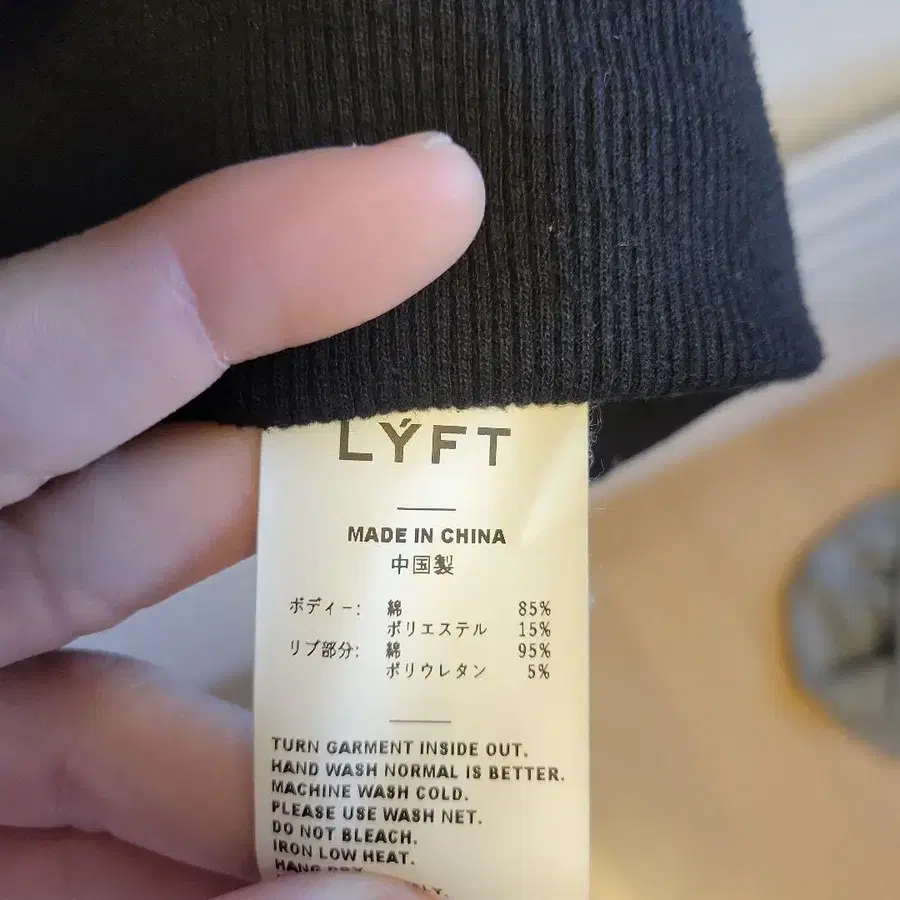 LÝFT
MADE IN CHINA
中国製
ボディー: 綿 85%
ポリエステル 15%
リブ部分: 綿 95%
ポリウレタン 5%
TURN GARMENT INSIDE OUT.
HAND WASH NORMAL IS BETTER.
MACHINE WASH COLD.
PLEASE USE WASH NET.
DO NOT BLEACH.
IRON LOW HEAT.
HANG DRY